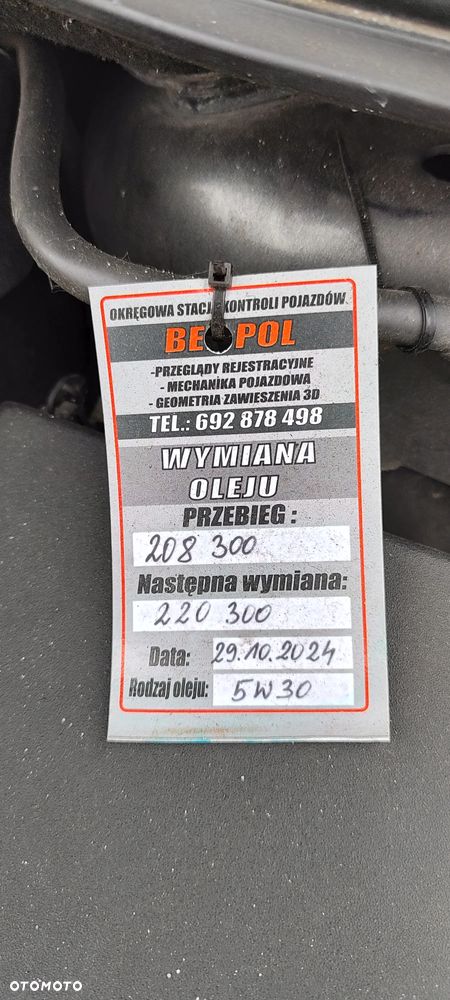 OKRĘGOWA STACJA KONTROLI POJAZDÓW
POL
-PRZEGLĄDY REJESTRACYJNE
- MECHANIKA POJAZDOWA
- GEOMETRIA ZAWIESZENIA 3D
TEL.: 692 878 498
WYMIANA
OLEJU
PRZEBIEG :
208 300
Następna wymiana:
220 300
Data: 29.10.2024
Rodzaj oleju: 5W30
OTOMOTO